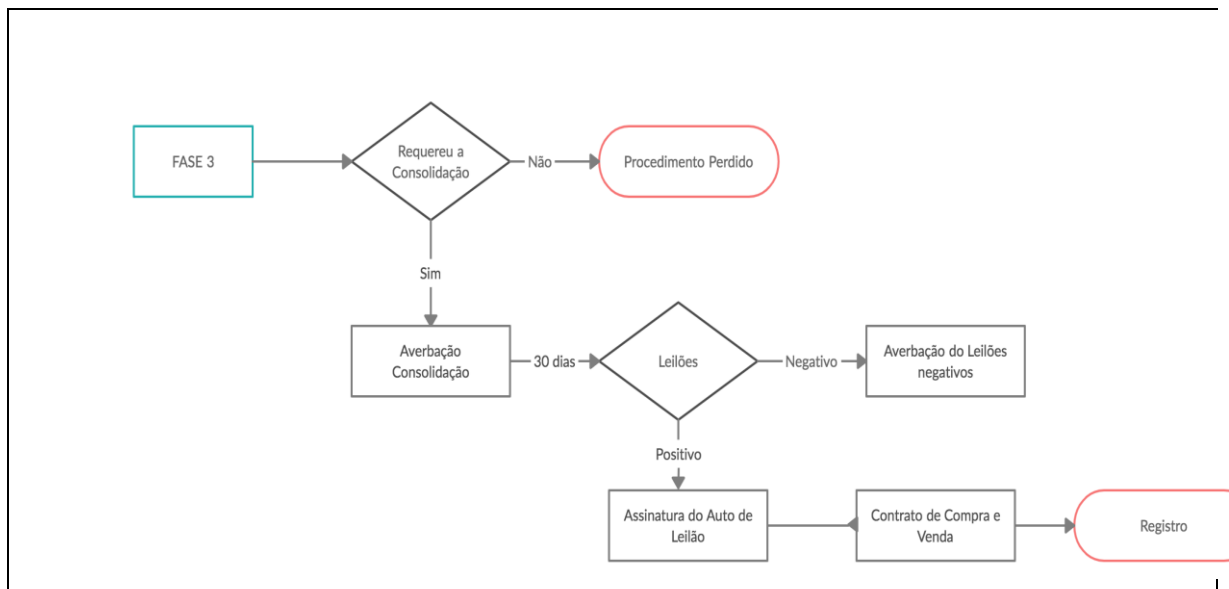 FASE 3
Requereu a
Consolidação
Não
Procedimento Perdido
Sim
Averbação
Consolidação
30 dias
Leilões
Negativo
Averbação do Leilões
negativos
Positivo
Assinatura do Auto de
Leilão
Contrato de Compra e
Venda
Registro